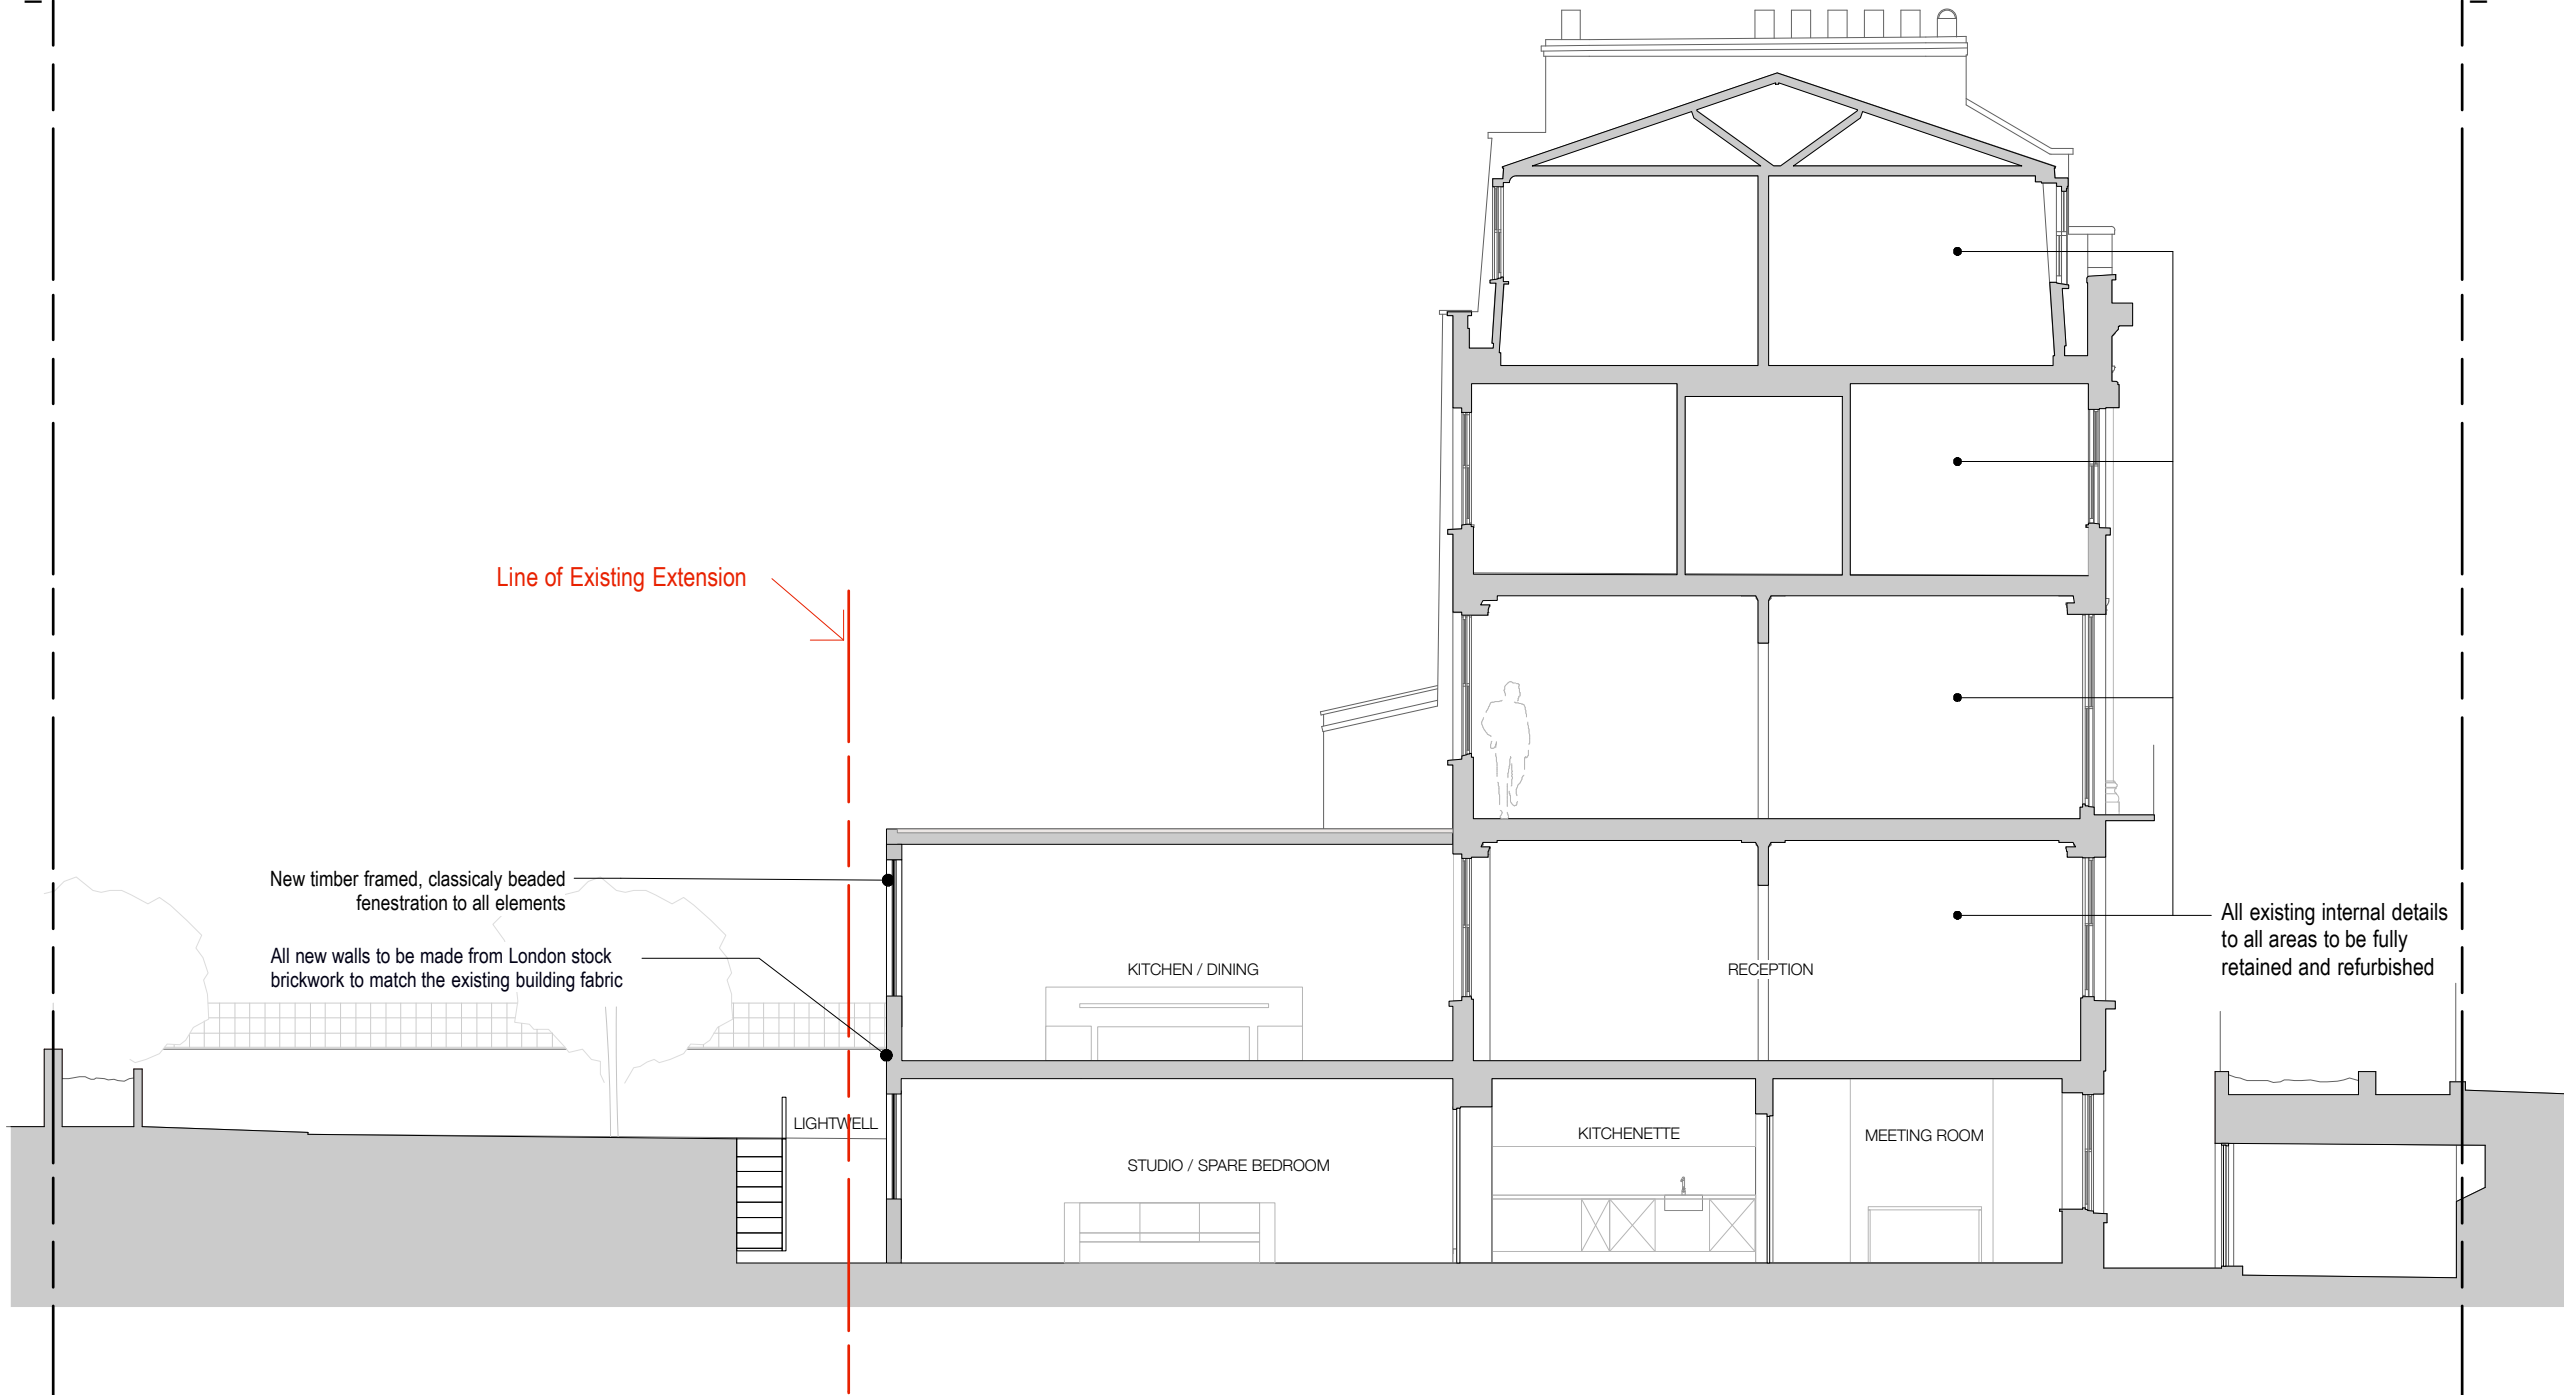 Line of Existing Extension
New timber framed, classicaly beaded
fenestration to all elements
All new walls to be made from London stock
brickwork to match the existing building fabric
All existing internal details
to all areas to be fully
retained and refurbished
KITCHEN / DINING
RECEPTION
LIGHTWELL
STUDIO / SPARE BEDROOM
KITCHENETTE
MEETING ROOM